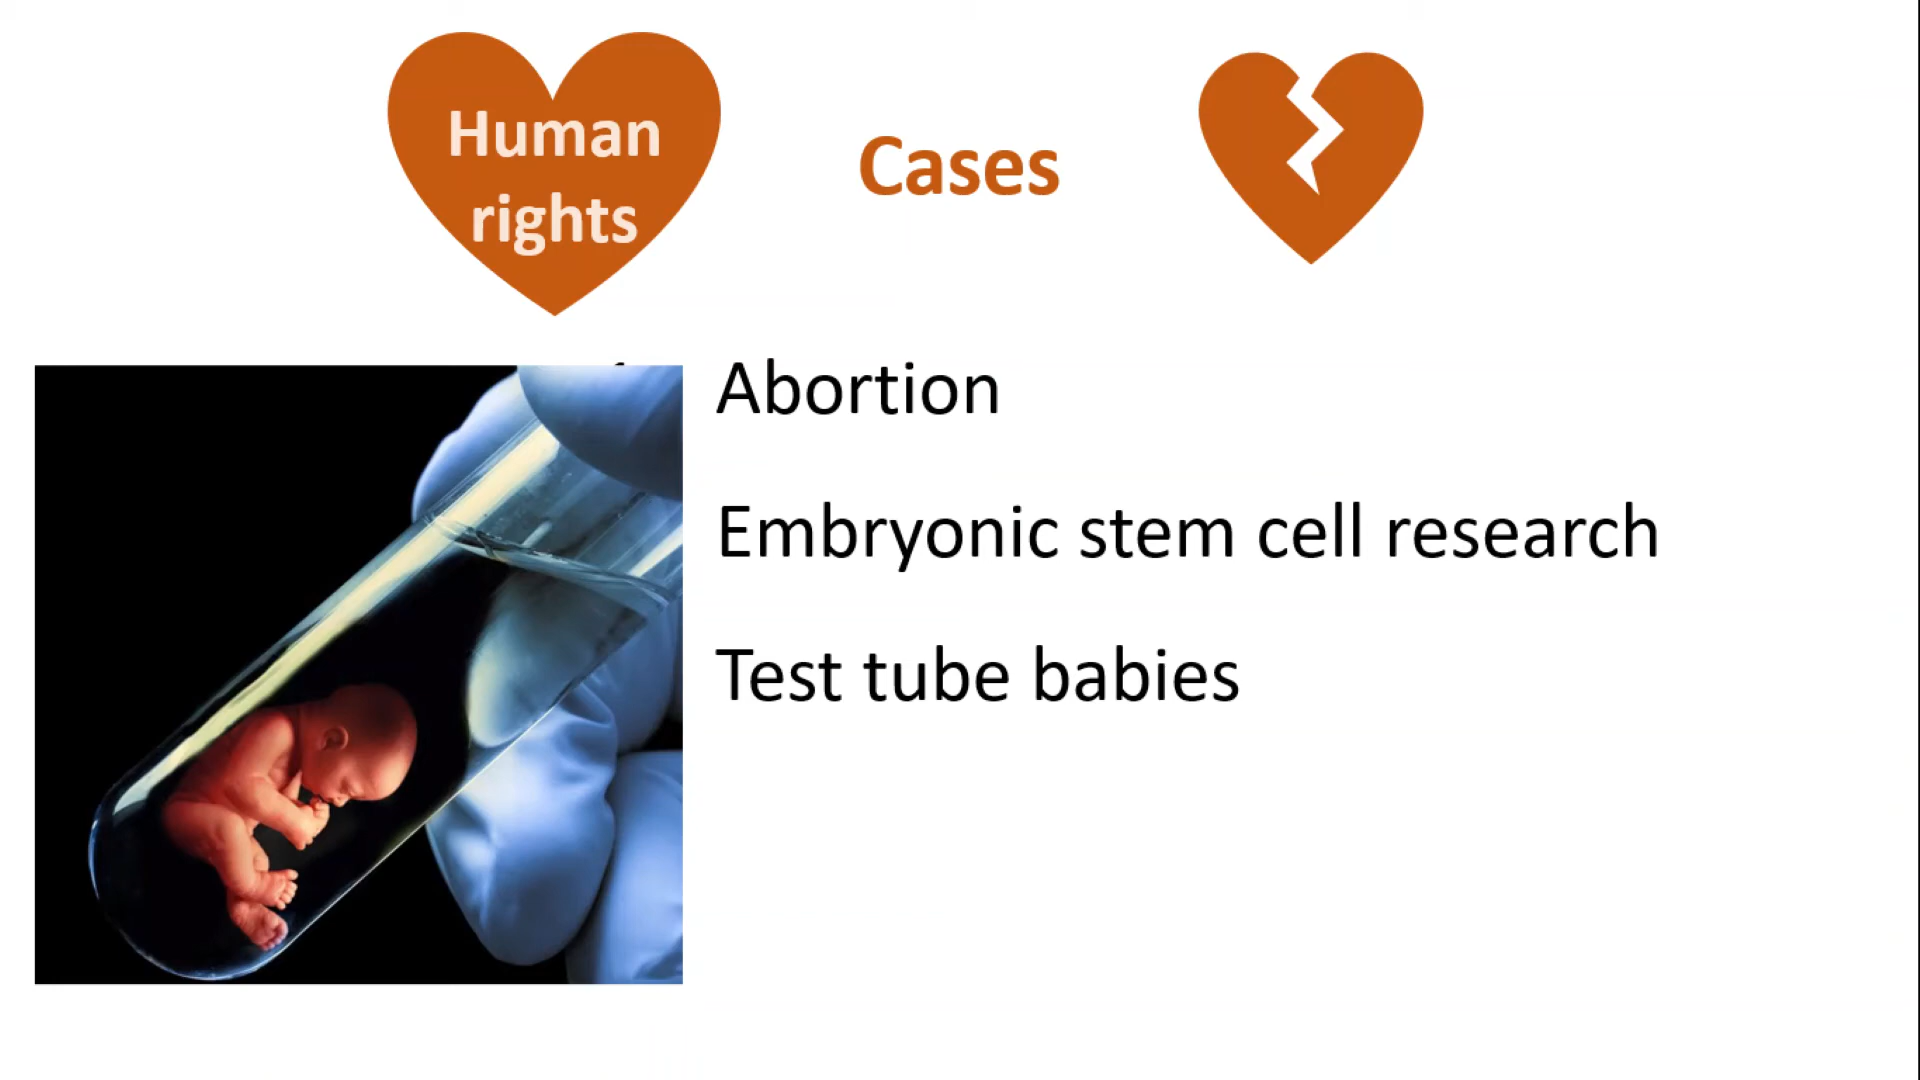 Human
rights
Cases
Abortion
Embryonic stem cell research
Test tube babies